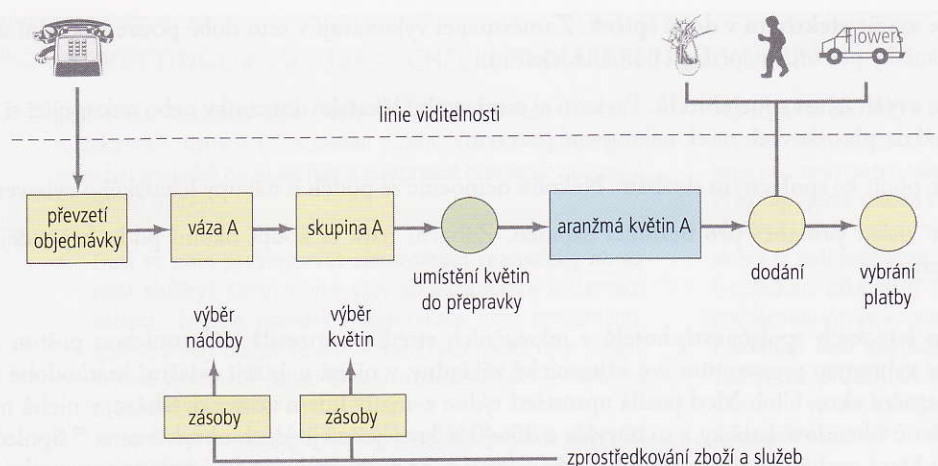 Flowers
linie viditelnosti
převzetí
objednávky
váza A
skupina A
aranžmá květin A
umístění květin
do přepravky
dodání
vybrání
platby
výběr
nádoby
výběr
květin
zásoby
zásoby
zprostředkování zboží a služeb